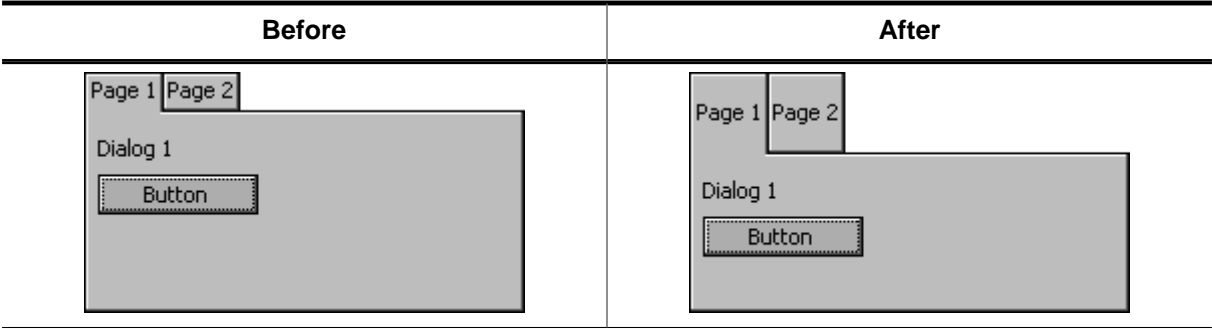 Before After
Page 1 Page 2
Dialog 1
Button
Page 1 Page 2
Dialog 1
Button